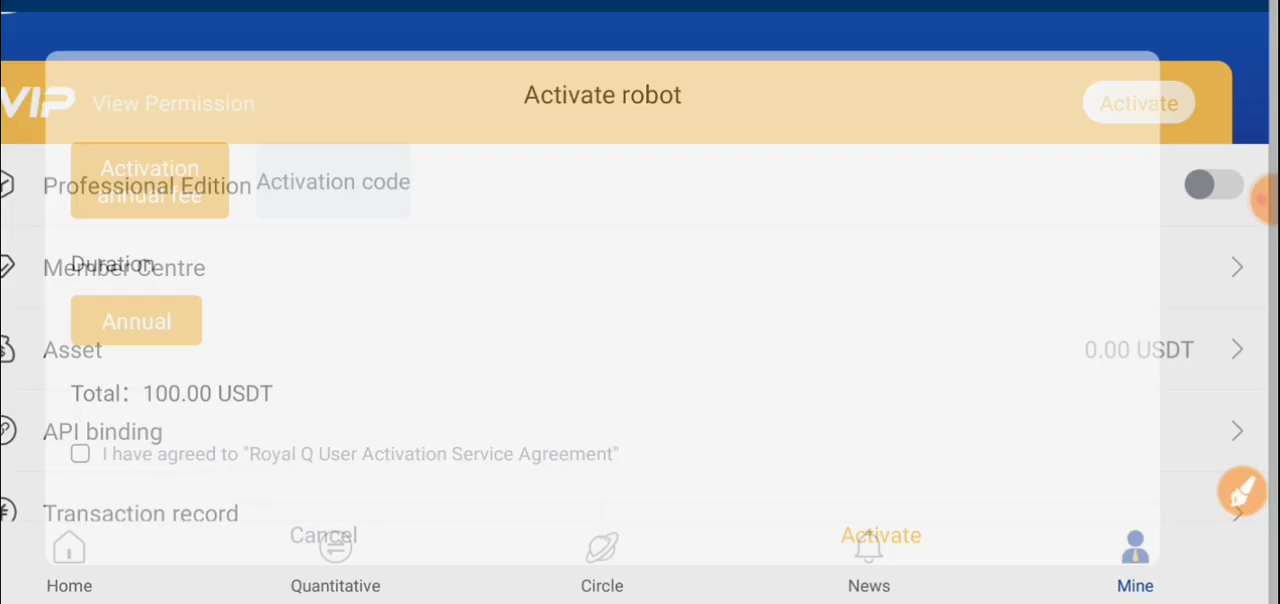 Activate robot
VIP View Permission Activate
Activation
annual fee
Activation code
Professional Edition
Duration
Member Centre
Annual
Asset 0.00 USDT
Total: 100.00 USDT
API binding
I have agreed to "Royal Q User Activation Service Agreement"
Transaction record
Cancel Activate
Home Quantitative Circle News Mine